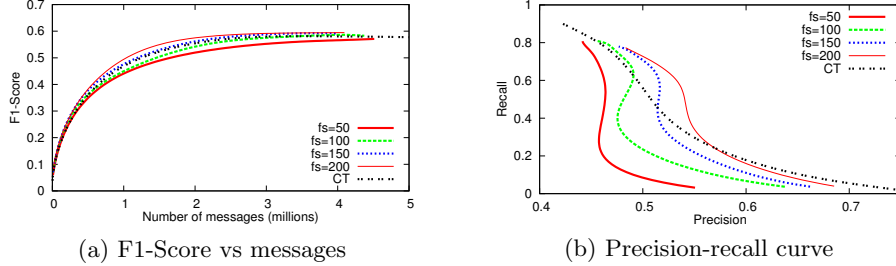 0.7
0.6
0.5
0.4
0.3
0.2
0.1
0
F1-Score
fs=50
fs=100
fs=150
fs=200
CT
0 1 2 3 4 5
Number of messages (millions)
(a) F1-Score vs messages
1
0.8
0.6
0.4
0.2
0
Recall
fs=50
fs=100
fs=150
fs=200
CT
0.4 0.5 0.6 0.7
Precision
(b) Precision-recall curve